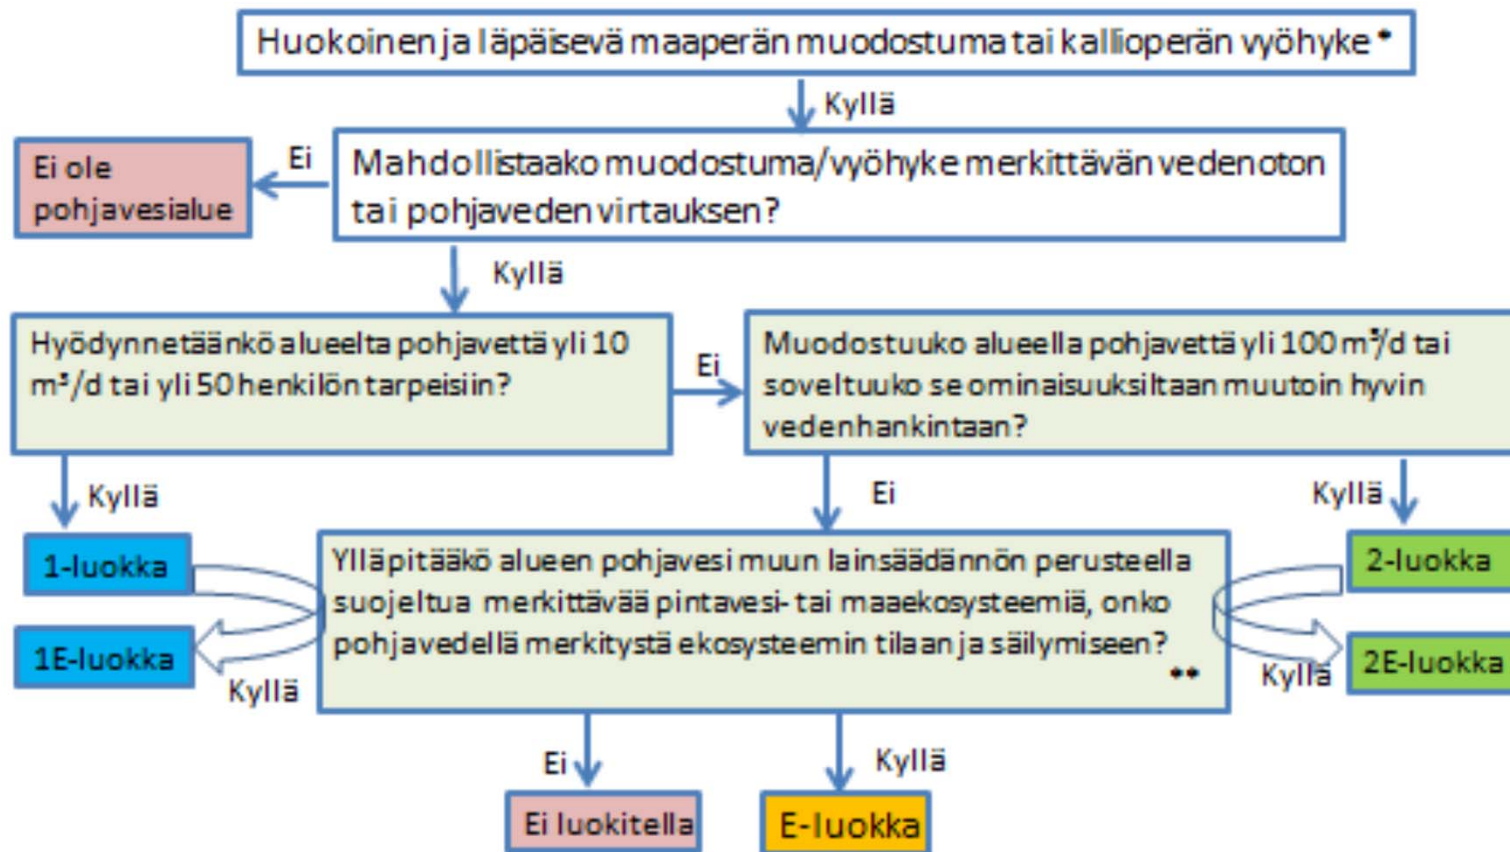 Huokoinen ja läpäisevä maaperän muodostuma tai kallioperän vyöhyke *
Kyllä
Ei ole
pohjavesialue
Ei
Mahdollistaako muodostuma/vyöhyke merkittävän vedenoton
tai pohjaveden virtauksen?
Kyllä
Hyödynnetäänkö alueelta pohjavettä yli 10
m³/d tai yli 50 henkilön tarpeisiin?
Ei
Muodostuuko alueella pohjavettä yli 100 m³/d tai
soveltuuko se ominaisuuksiltaan muutoin hyvin
vedenhankintaan?
Kyllä
Ei
Kyllä
1-luokka
Ylläpitääkö alueen pohjavesi muun lainsäädännön perusteella
suojeltua merkittävää pintavesi- tai maaekosysteemiä, onko
pohjavedellä merkitystä ekosysteemin tilaan ja säilymiseen?
**
2-luokka
1E-luokka
Kyllä
Kyllä
2E-luokka
Ei
Kyllä
Ei luokitella
E-luokka